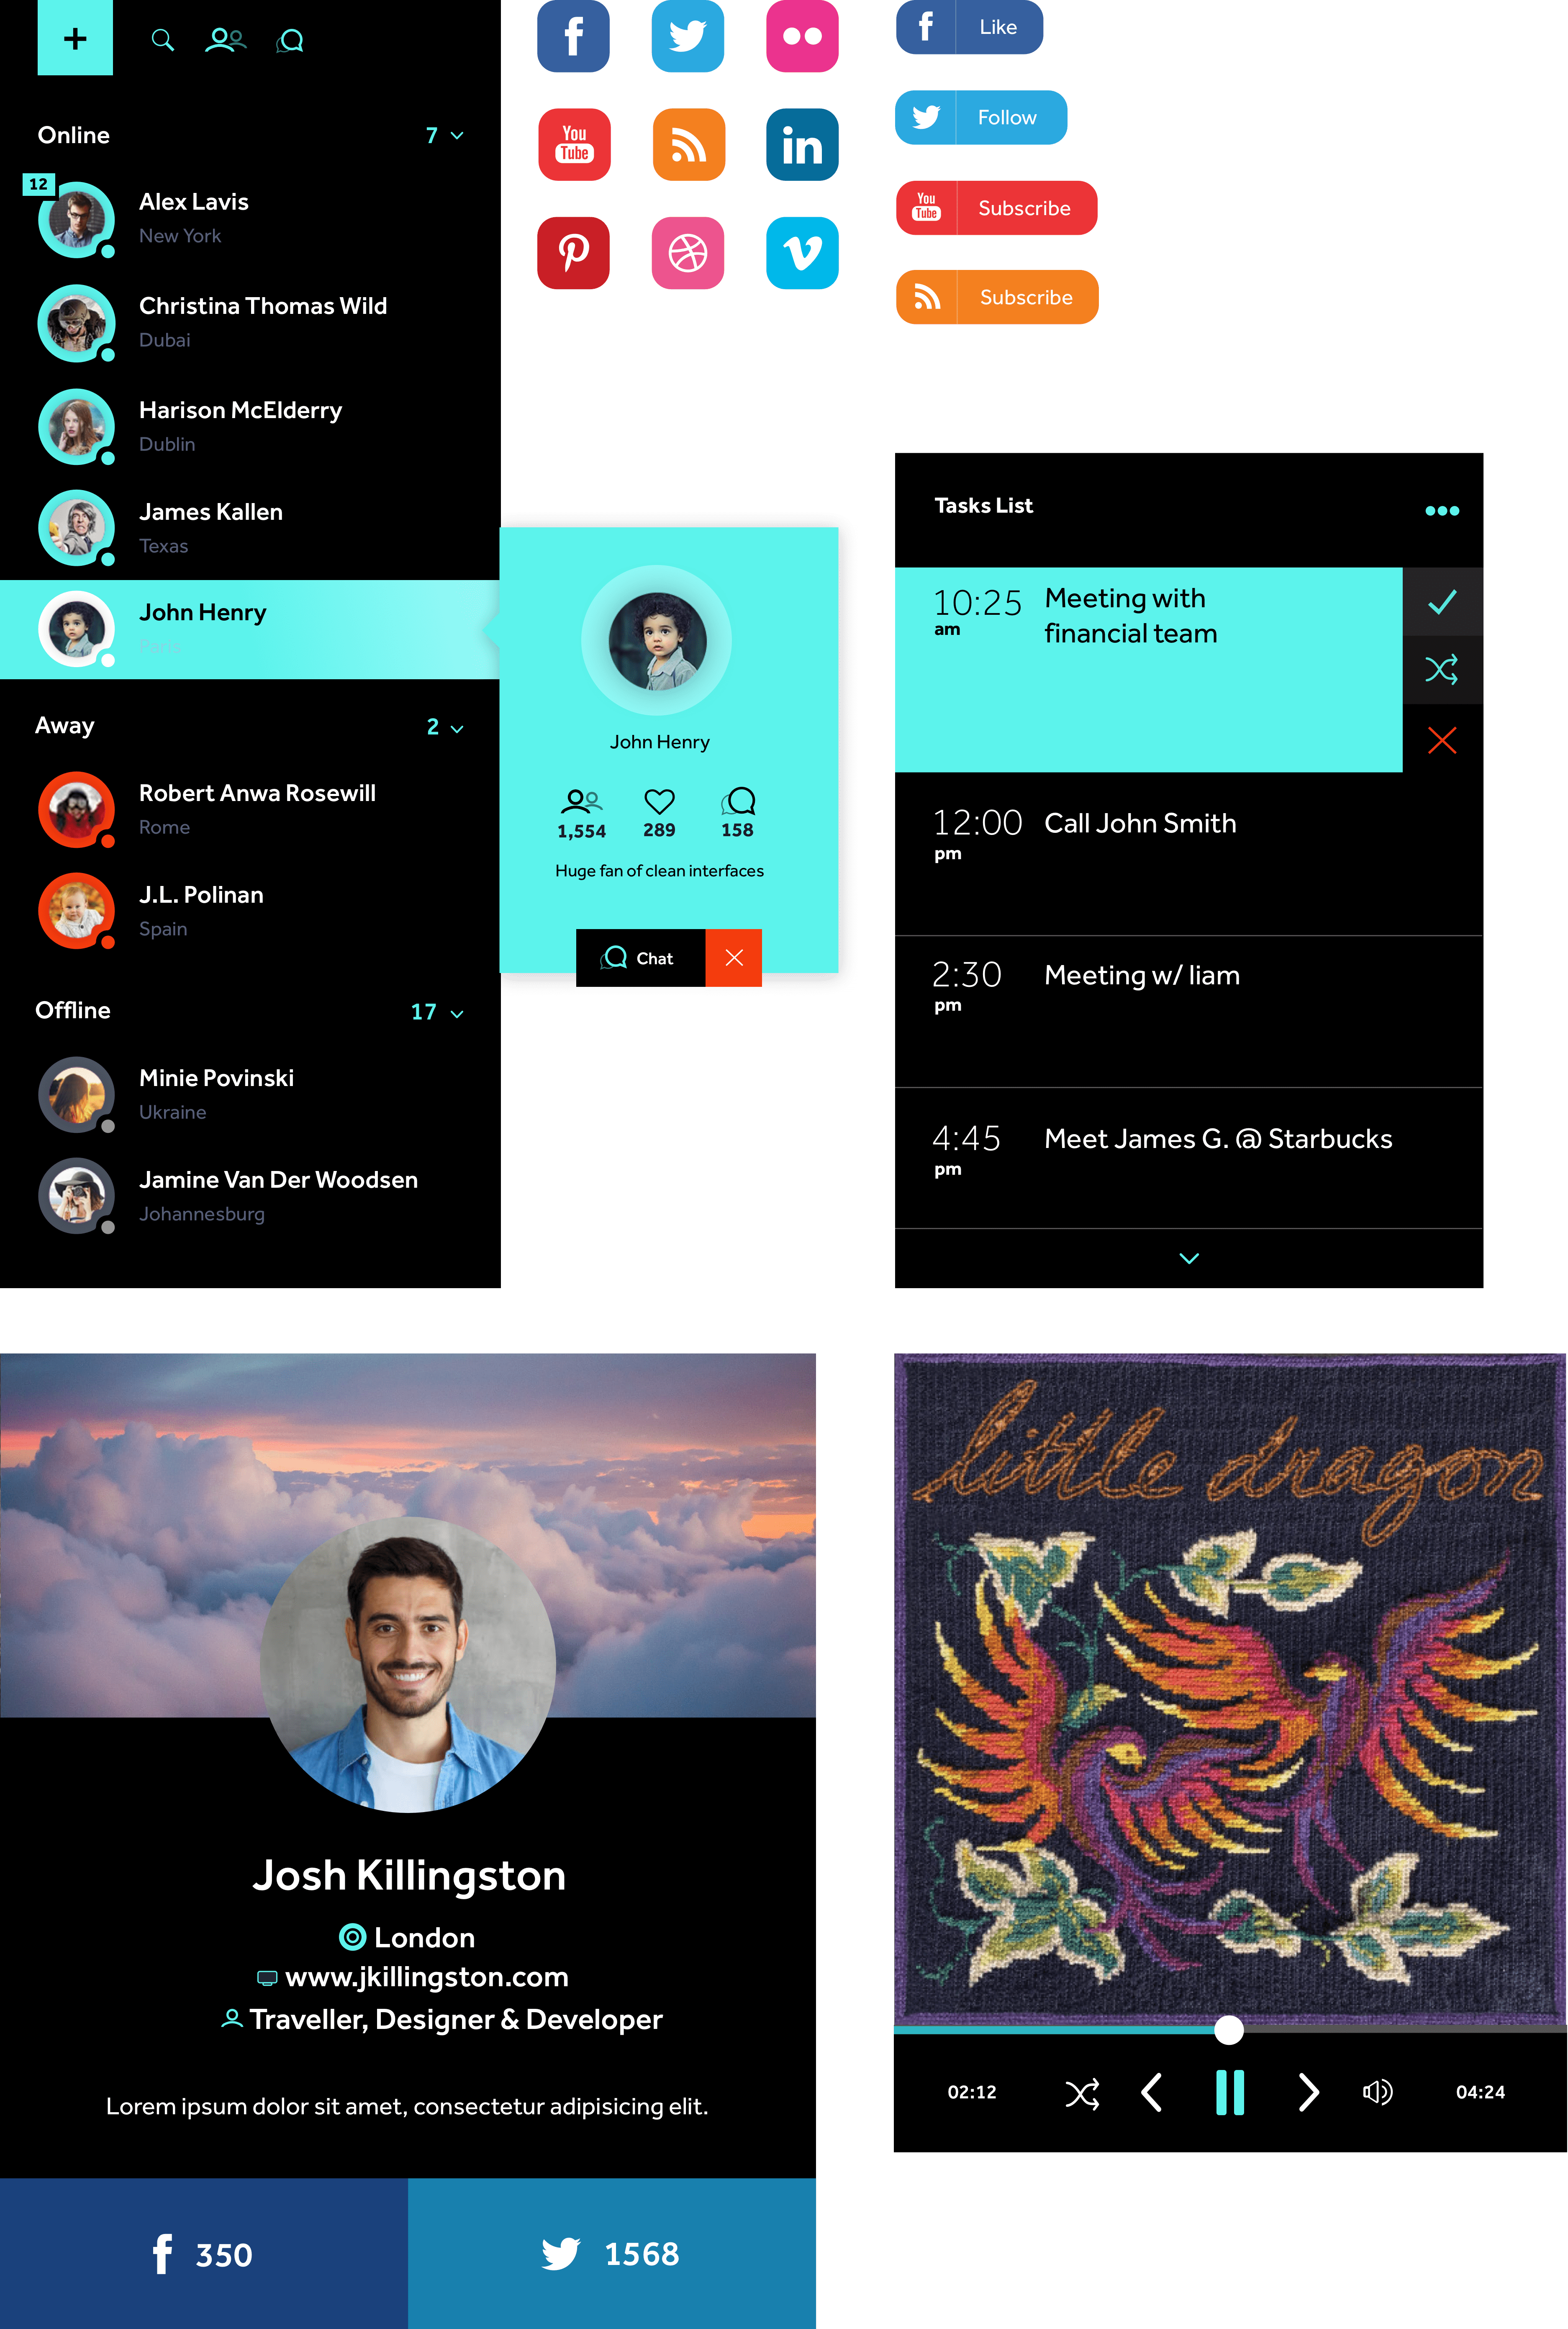 Online
7
12
Alex Lavis
New York
Christina Thomas Wild
Dubai
Harison McElderry
Dublin
James Kallen
Texas
John Henry
Paris
Away
2
Robert Anwa Rosewill
Rome
J.L. Polinan
Spain
Offline
17
Minie Povinski
Ukraine
Jamine Van Der Woodsen
Johannesburg
You
Tube
in
Like
Follow
You
Tube
Subscribe
Subscribe
John Henry
1,554
289
158
Huge fan of clean interfaces
Chat
Tasks List
10:25
am
Meeting with
financial team
12:00
pm
Call John Smith
2:30
pm
Meeting w/ liam
4:45
pm
Meet James G. @ Starbucks
Josh Killingston
London
www.jkillingston.com
Traveller, Designer & Developer
Lorem ipsum dolor sit amet, consectetur adipisicing elit.
350
1568
little dragon
02:12
04:24